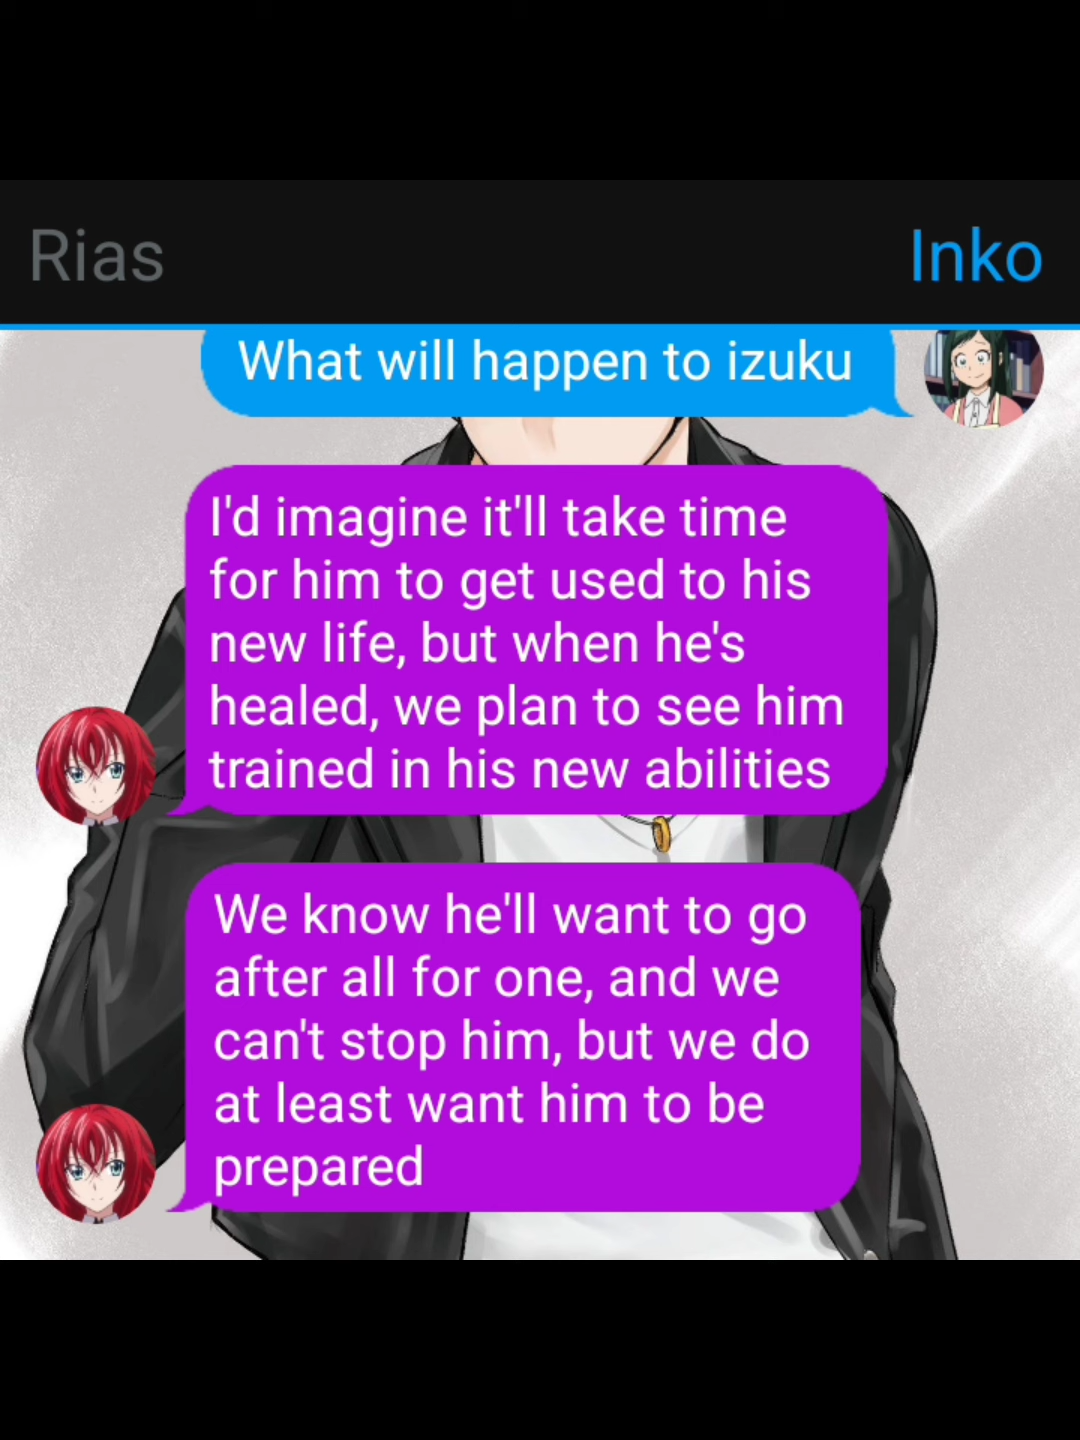 Rias
Inko
What will happen to izuku
I'd imagine it'll take time
for him to get used to his
new life, but when he's
healed, we plan to see him
trained in his new abilities
We know he'll want to go
after all for one, and we
can't stop him, but we do
at least want him to be
prepared